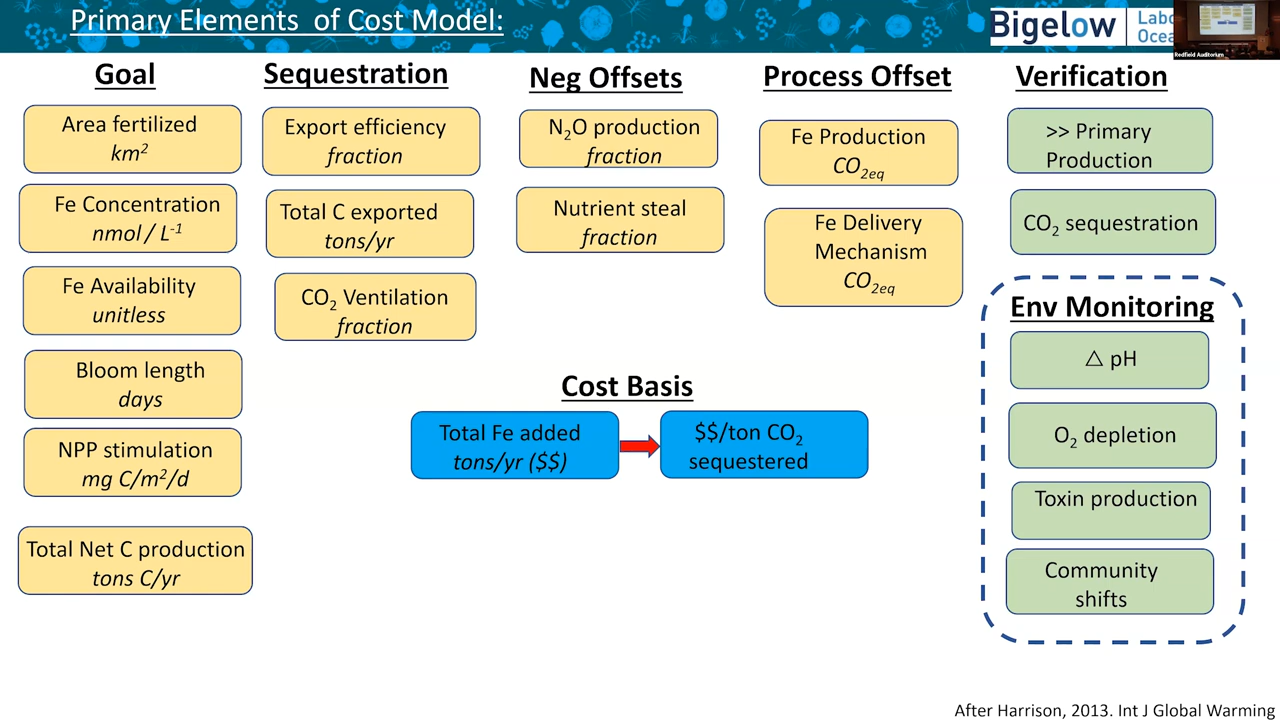 Primary Elements of Cost Model:
Bigelow
Redfield Auditorium
Goal
Area fertilized
km²
Fe Concentration
nmol / L⁻¹
Fe Availability
unitless
Bloom length
days
NPP stimulation
mg C/m²/d
Total Net C production
tons C/yr
Sequestration
Export efficiency
fraction
Total C exported
tons/yr
CO₂ Ventilation
fraction
Neg Offsets
N₂O production
fraction
Nutrient steal
fraction
Process Offset
Fe Production
CO₂eq
Fe Delivery
Mechanism
CO₂eq
Cost Basis
Total Fe added
tons/yr ($$)
$$/ton CO₂
sequestered
Verification
>> Primary
Production
CO₂ sequestration
Env Monitoring
△ pH
O₂ depletion
Toxin production
Community
shifts
After Harrison, 2013. Int J Global Warming